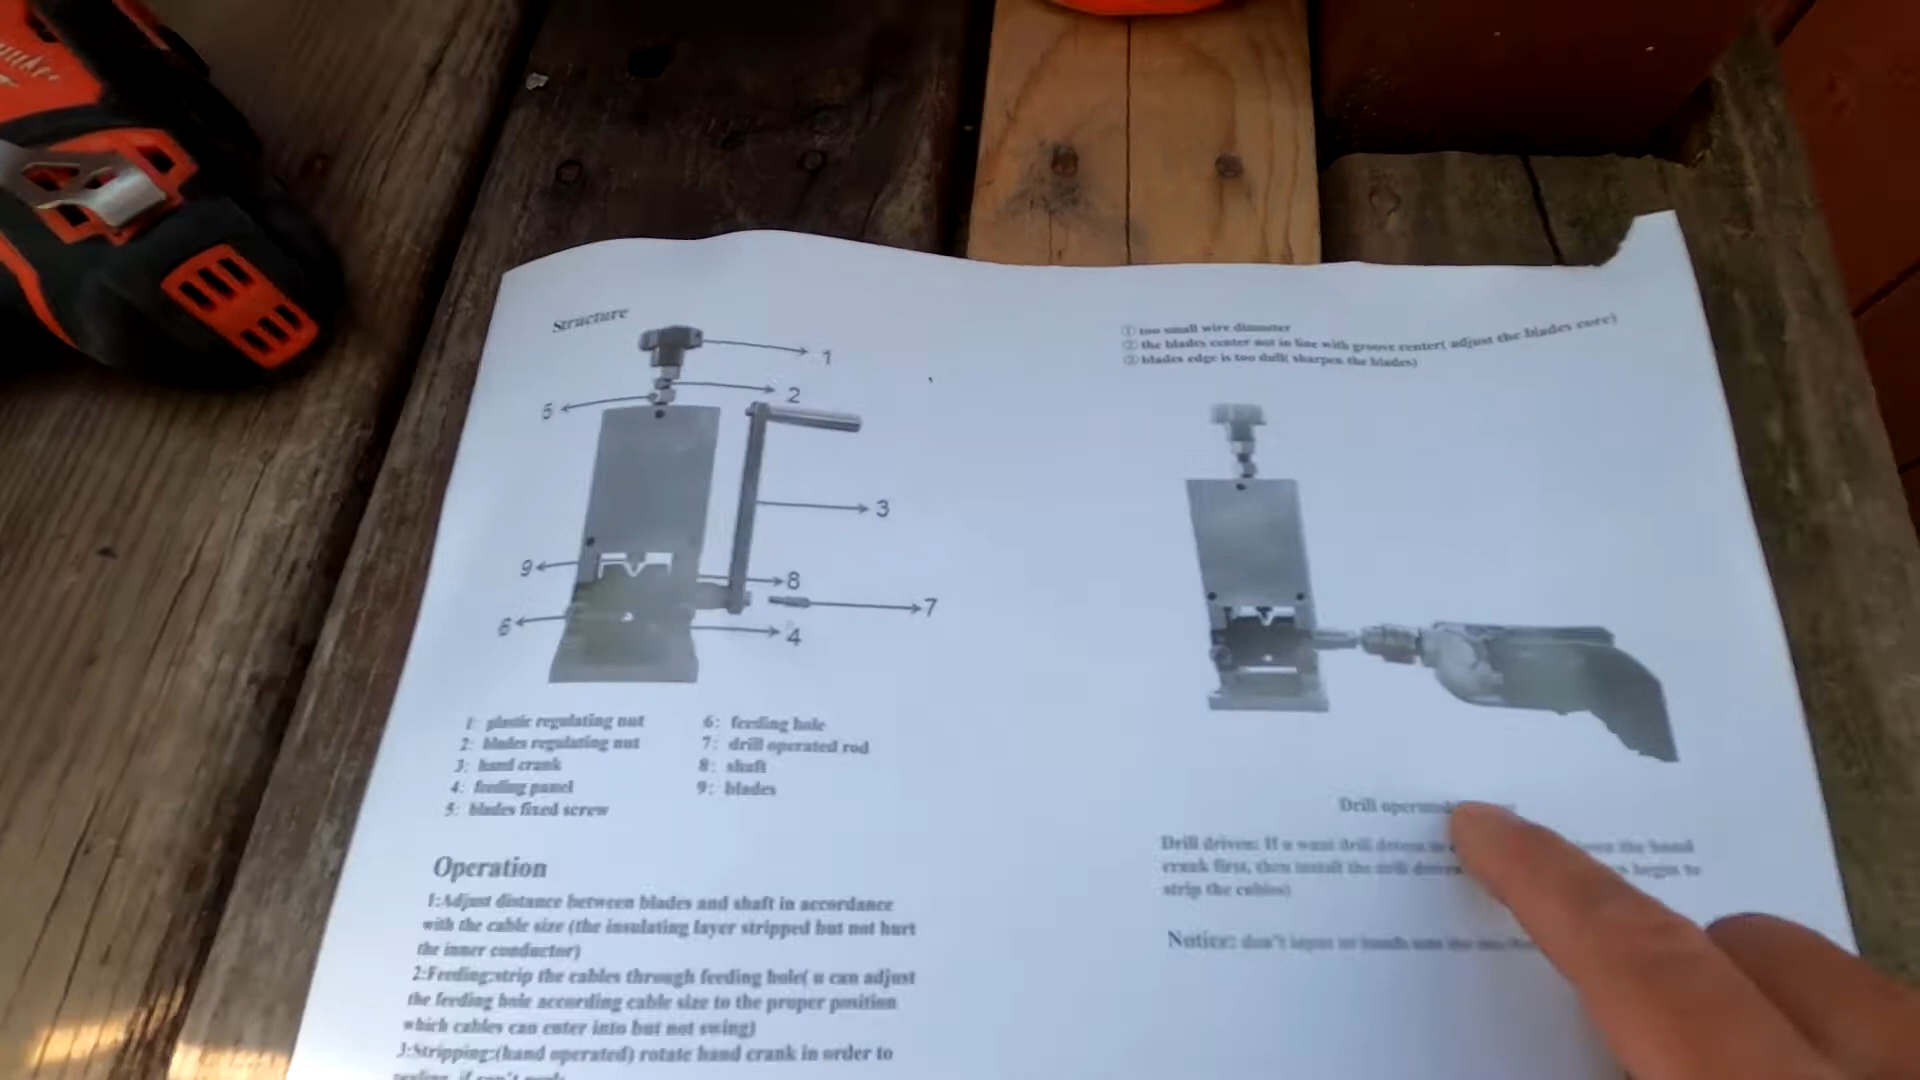 Structure
1
2
5
3
9
8
7
6
4
1: plastic regulating nut
2: blades regulating nut
3: hand crank
4: feeding panel
5: blades fixed screw
6: feeding hole
7: drill operated rod
8: shaft
9: blades
Operation
1:Adjust distance between blades and shaft in accordance
with the cable size (the insulating layer stripped but not hurt
the inner conductor)
2:Feeding:strip the cables through feeding hole( u can adjust
the feeding hole according cable size to the proper position
which cables can enter into but not swing)
3:Stripping:(hand operated) rotate hand crank in order to
① too small wire diameter
② the blades center not in line with groove center( adjust the blades core)
③ blades edge is too dull( sharpen the blades)
Drill
Drill driven: If u want drill driven the hand
crank first, then install the drill begin to
strip the cables)
Notice: don't